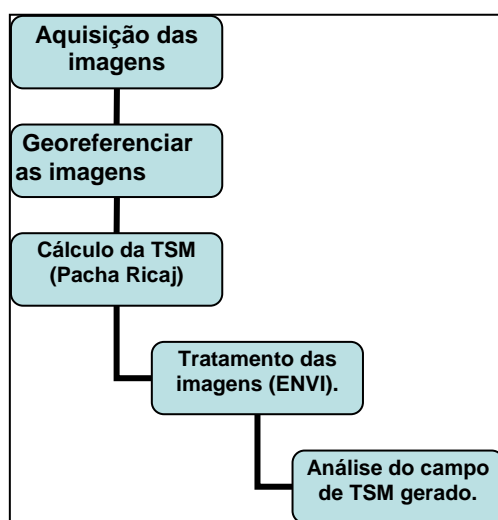 Aquisição das
imagens
Georeferenciar
as imagens
Cálculo da TSM
(Pacha Ricaj)
Tratamento das
imagens (ENVI).
Análise do campo
de TSM gerado.